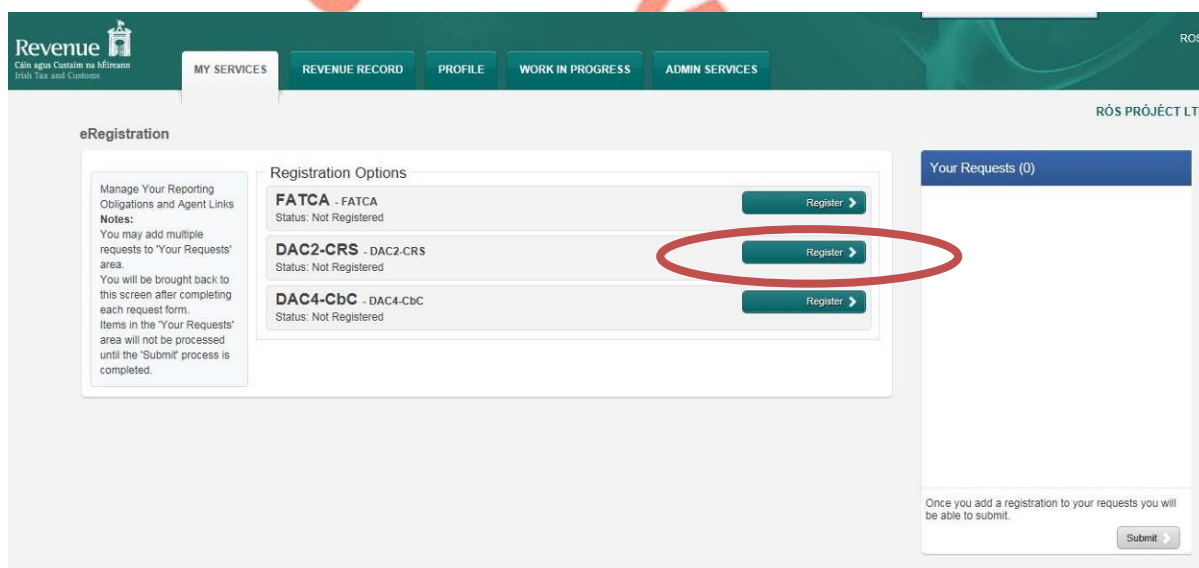 Revenue
Cáin agus Custaim na hÉireann
Irish Tax and Customs
MY SERVICES
REVENUE RECORD
PROFILE
WORK IN PROGRESS
ADMIN SERVICES
ROS
RÓS PRÓJÉCT LT
eRegistration
Manage Your Reporting
Obligations and Agent Links
Notes:
You may add multiple
requests to 'Your Requests'
area.
You will be brought back to
this screen after completing
each request form.
Items in the 'Your Requests'
area will not be processed
until the 'Submit' process is
completed.
Registration Options
FATCA - FATCA
Status: Not Registered
Register
DAC2-CRS - DAC2-CRS
Status: Not Registered
Register
DAC4-CbC - DAC4-CbC
Status: Not Registered
Register
Your Requests (0)
Once you add a registration to your requests you will
be able to submit.
Submit